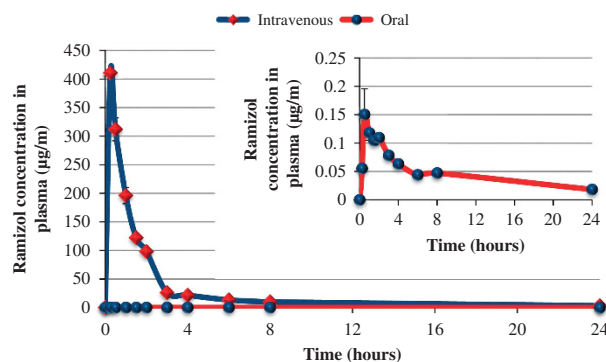 Intravenous Oral
Ramizol concentration in
plasma (µg/m)
450
400
350
300
250
200
150
100
50
0
0 4 8 12 16 20 24
Time (hours)
Ramizol
concentration in
plasma (µg/m)
0.25
0.2
0.15
0.1
0.05
0
0 4 8 12 16 20 24
Time (hours)